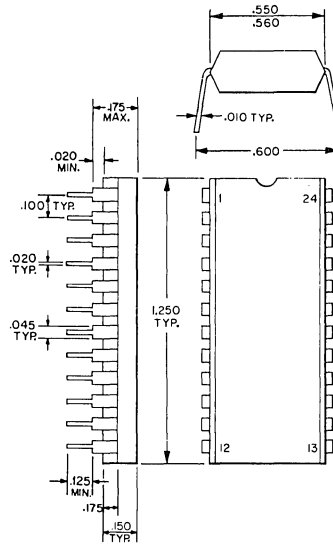 .550
.560
.175
MAX.
.010 TYP.
.020
MIN.
.600
.100 TYP.
1
24
.020
TYP.
1.250
TYP.
.045
TYP.
12
13
.125
MIN.
.175
.150
TYP.